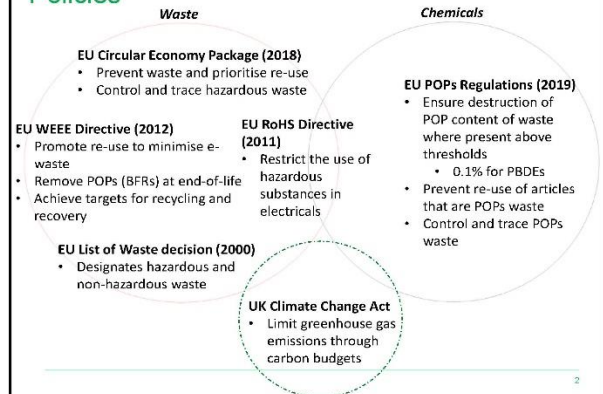 Policies
Waste
Chemicals
EU Circular Economy Package (2018)
• Prevent waste and prioritise re-use
• Control and trace hazardous waste
EU WEEE Directive (2012)
• Promote re-use to minimise e-
waste
• Remove POPs (BFRs) at end-of-life
• Achieve targets for recycling and
recovery
EU RoHS Directive
(2011)
• Restrict the use of
hazardous
substances in
electricals
EU POPs Regulations (2019)
• Ensure destruction of
POP content of waste
where present above
thresholds
• 0.1% for PBDEs
• Prevent re-use of articles
that are POPs waste
• Control and trace POPs
waste
EU List of Waste decision (2000)
• Designates hazardous and
non-hazardous waste
UK Climate Change Act
• Limit greenhouse gas
emissions through
carbon budgets
2